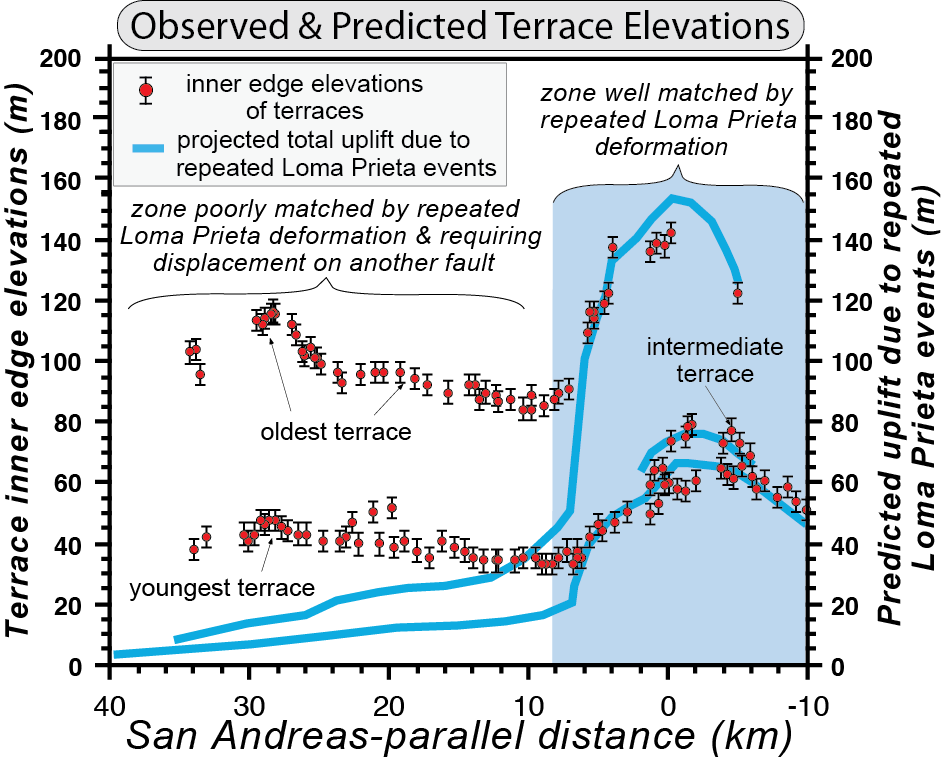 Observed & Predicted Terrace Elevations
Terrace inner edge elevations (m)
200
180
160
140
120
100
80
60
40
20
0
inner edge elevations
of terraces
projected total uplift due to
repeated Loma Prieta events
zone well matched by
repeated Loma Prieta
deformation
zone poorly matched by repeated
Loma Prieta deformation & requiring
displacement on another fault
intermediate
terrace
oldest terrace
youngest terrace
200
180
160
140
120
100
80
60
40
20
0
Predicted uplift due to repeated
Loma Prieta events (m)
40
30
20
10
0
-10
San Andreas-parallel distance (km)